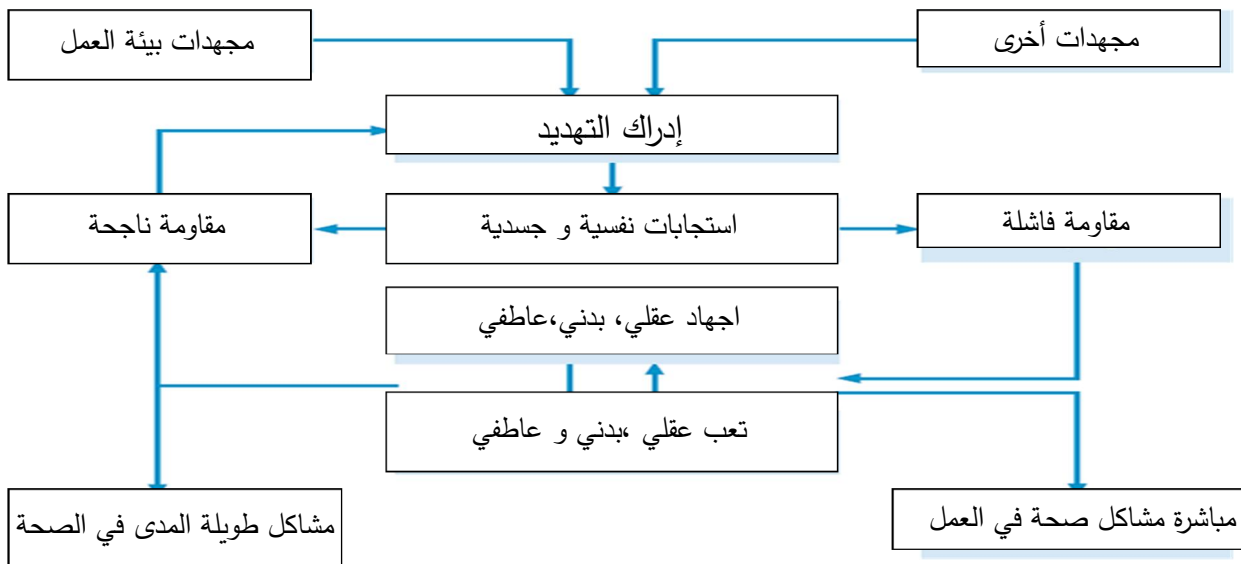 مجهدات أخرى
مجهدات بيئة العمل
إدراك التهديد
مقاومة فاشلة
استجابات نفسية و جسدية
مقاومة ناجحة
اجهاد عقلي، بدني،عاطفي
تعب عقلي ،بدني و عاطفي
مباشرة مشاكل صحة في العمل
مشاكل طويلة المدى في الصحة